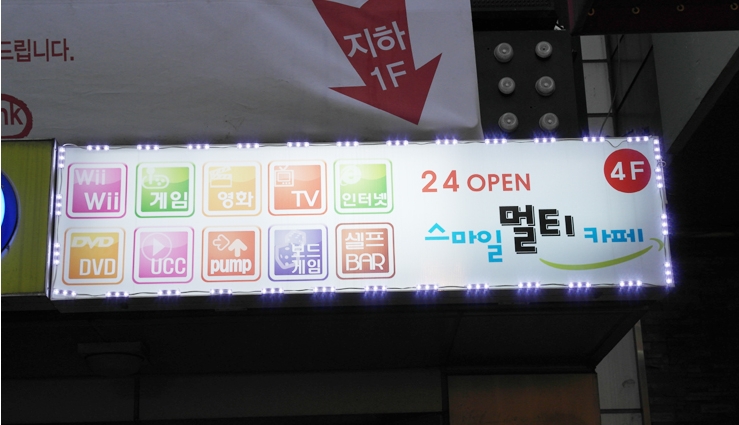 드립니다.
지하
1F
nk
24 OPEN
4F
스마일 멀티 카페
Wii
Wii
게임
영화
TV
인터넷
DVD
DVD
UCC
pump
보드
게임
셀프
BAR